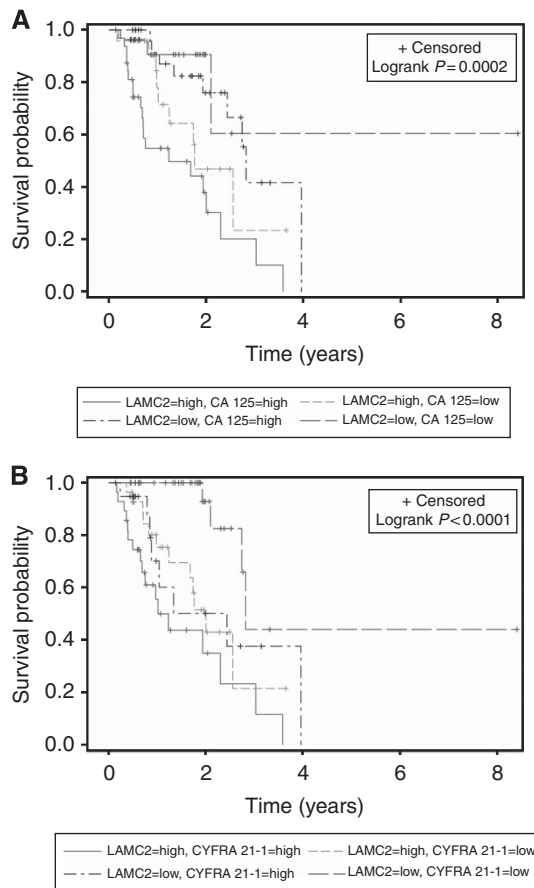 A
1.0
0.8
0.6
0.4
0.2
0.0
Survival probability
+ Censored
Logrank P=0.0002
0 2 4 6 8
Time (years)
LAMC2=high, CA 125=high LAMC2=high, CA 125=low
LAMC2=low, CA 125=high LAMC2=low, CA 125=low
B
1.0
0.8
0.6
0.4
0.2
0.0
Survival probability
+ Censored
Logrank P<0.0001
0 2 4 6 8
Time (years)
LAMC2=high, CYFRA 21-1=high LAMC2=high, CYFRA 21-1=low
LAMC2=low, CYFRA 21-1=high LAMC2=low, CYFRA 21-1=low